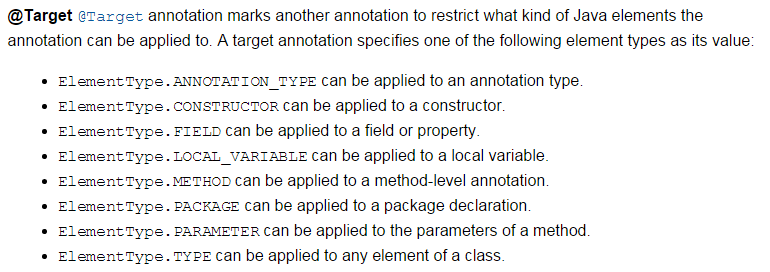 @Target @Target annotation marks another annotation to restrict what kind of Java elements the
annotation can be applied to. A target annotation specifies one of the following element types as its value:
• ElementType.ANNOTATION_TYPE can be applied to an annotation type.
• ElementType.CONSTRUCTOR can be applied to a constructor.
• ElementType.FIELD can be applied to a field or property.
• ElementType.LOCAL_VARIABLE can be applied to a local variable.
• ElementType.METHOD can be applied to a method-level annotation.
• ElementType.PACKAGE can be applied to a package declaration.
• ElementType.PARAMETER can be applied to the parameters of a method.
• ElementType.TYPE can be applied to any element of a class.